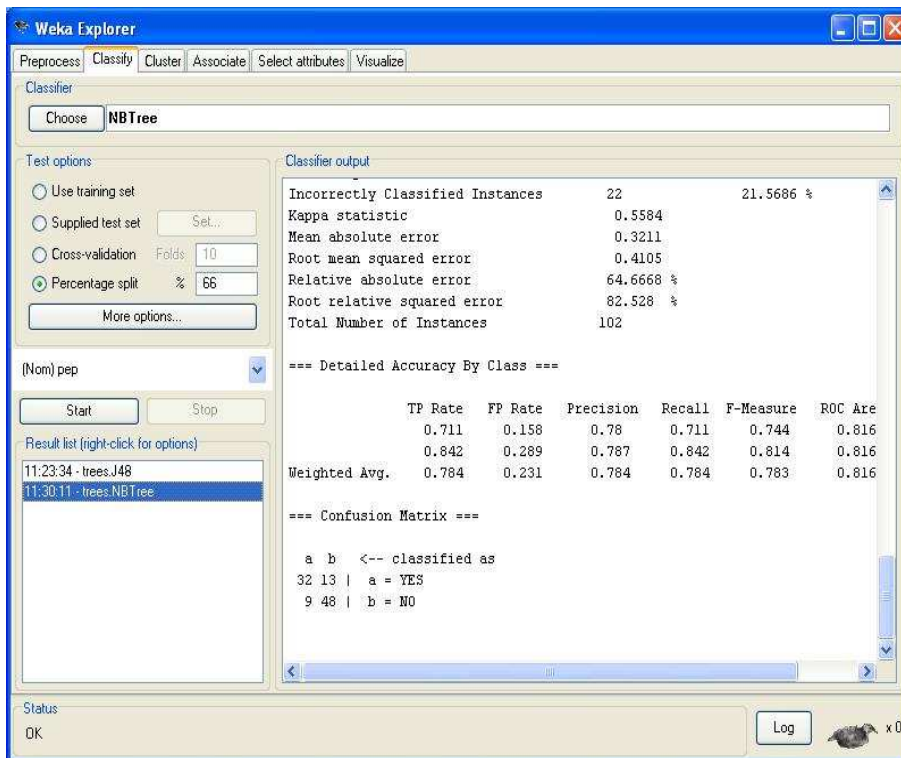 Weka Explorer
Preprocess Classify Cluster Associate Select attributes Visualize
Classifier
Choose NBTree
Test options
Use training set
Supplied test set Set...
Cross-validation Folds 10
Percentage split % 66
More options...
(Nom) pep
Start Stop
Result list (right-click for options)
11:23:34 - trees.J48
11:30:11 - trees.NBTree
Classifier output
Incorrectly Classified Instances 22 21.5686 %
Kappa statistic 0.5584
Mean absolute error 0.3211
Root mean squared error 0.4105
Relative absolute error 64.6668 %
Root relative squared error 82.528 %
Total Number of Instances 102
=== Detailed Accuracy By Class ===
TP Rate FP Rate Precision Recall F-Measure ROC Are
0.711 0.158 0.78 0.711 0.744 0.816
0.842 0.289 0.787 0.842 0.814 0.816
Weighted Avg. 0.784 0.231 0.784 0.784 0.783 0.816
=== Confusion Matrix ===
a b <-- classified as
32 13 | a = YES
9 48 | b = NO
Status
OK
Log
x 0